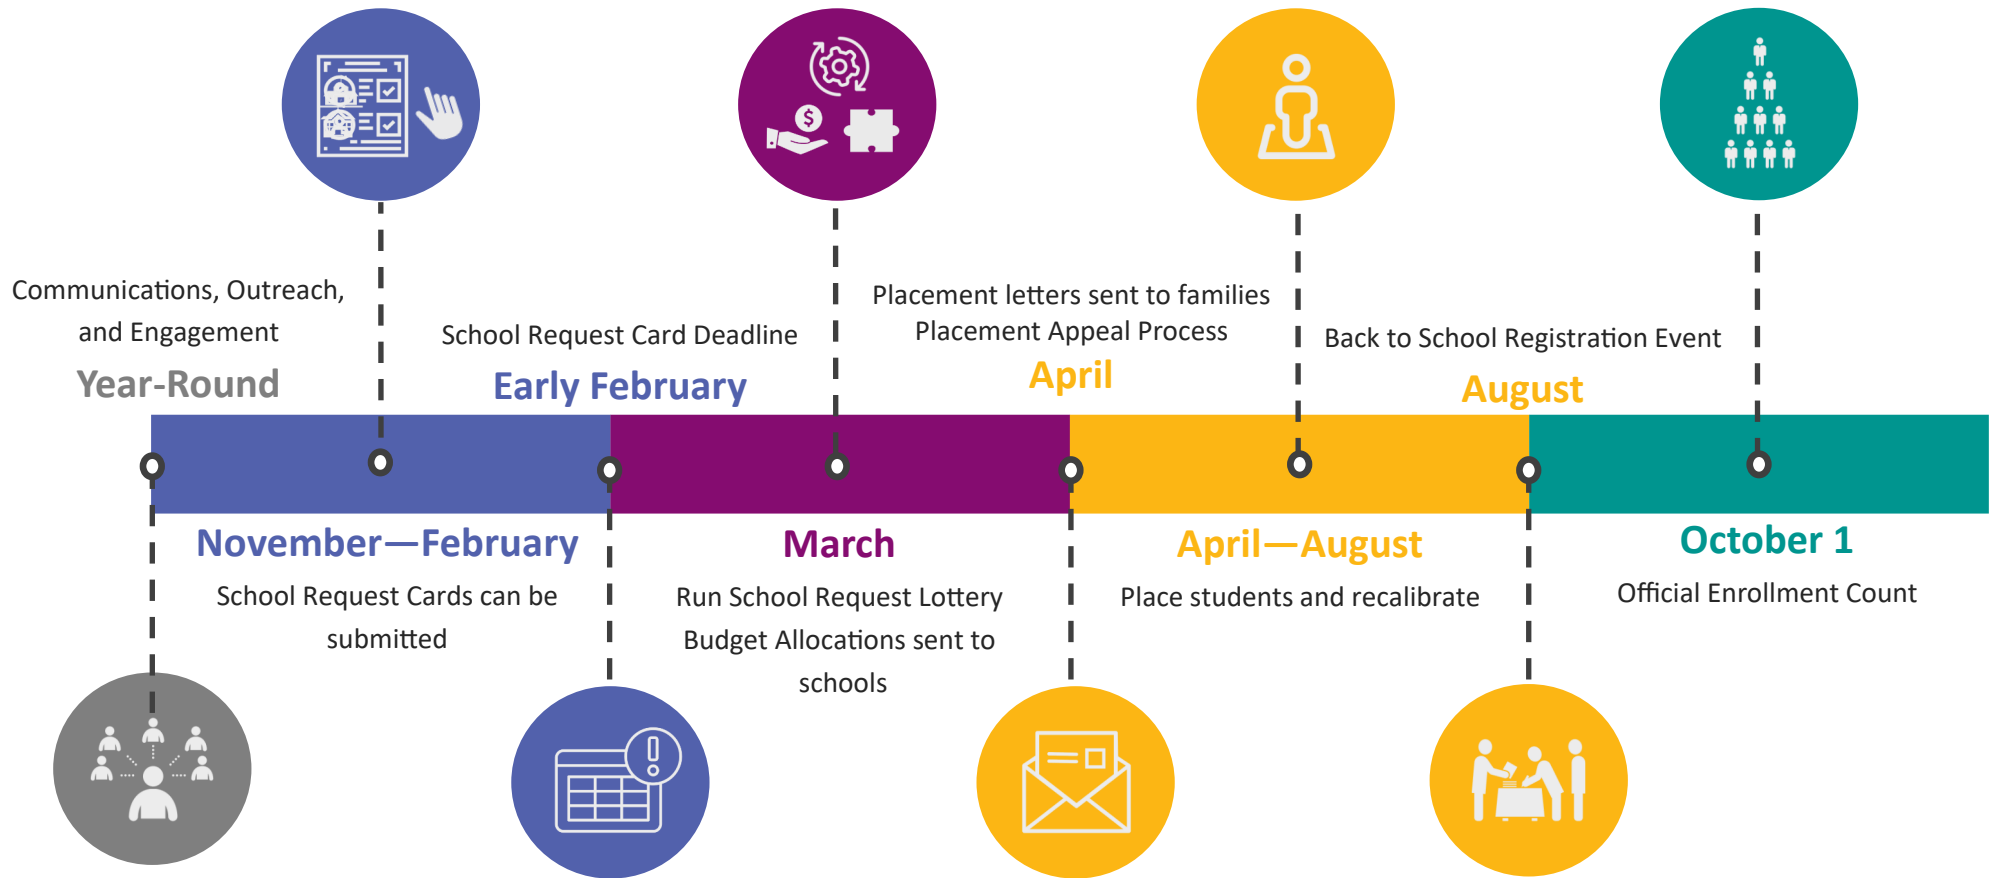 Communications, Outreach,
and Engagement
Year-Round
November—February
School Request Cards can be
submitted
School Request Card Deadline
Early February
March
Run School Request Lottery
Budget Allocations sent to
schools
Placement letters sent to families
Placement Appeal Process
April
April—August
Place students and recalibrate
Back to School Registration Event
August
October 1
Official Enrollment Count
$